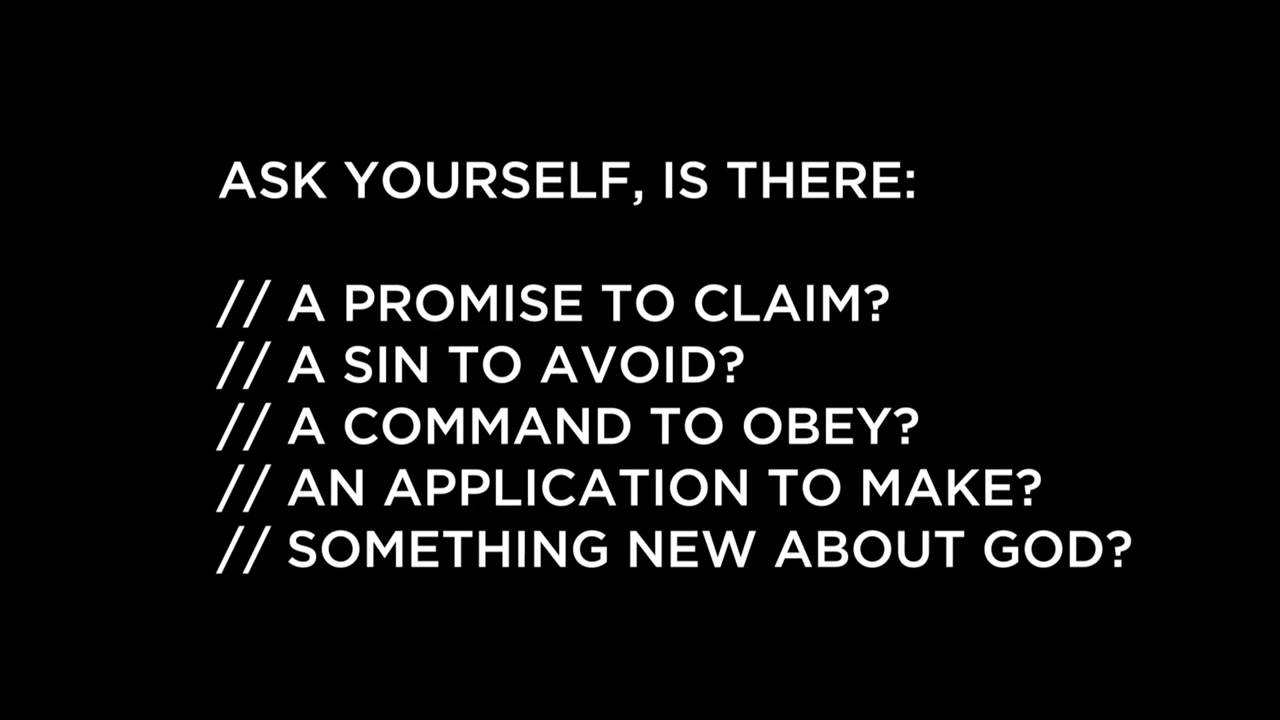 ASK YOURSELF, IS THERE:
// A PROMISE TO CLAIM?
// A SIN TO AVOID?
// A COMMAND TO OBEY?
// AN APPLICATION TO MAKE?
// SOMETHING NEW ABOUT GOD?